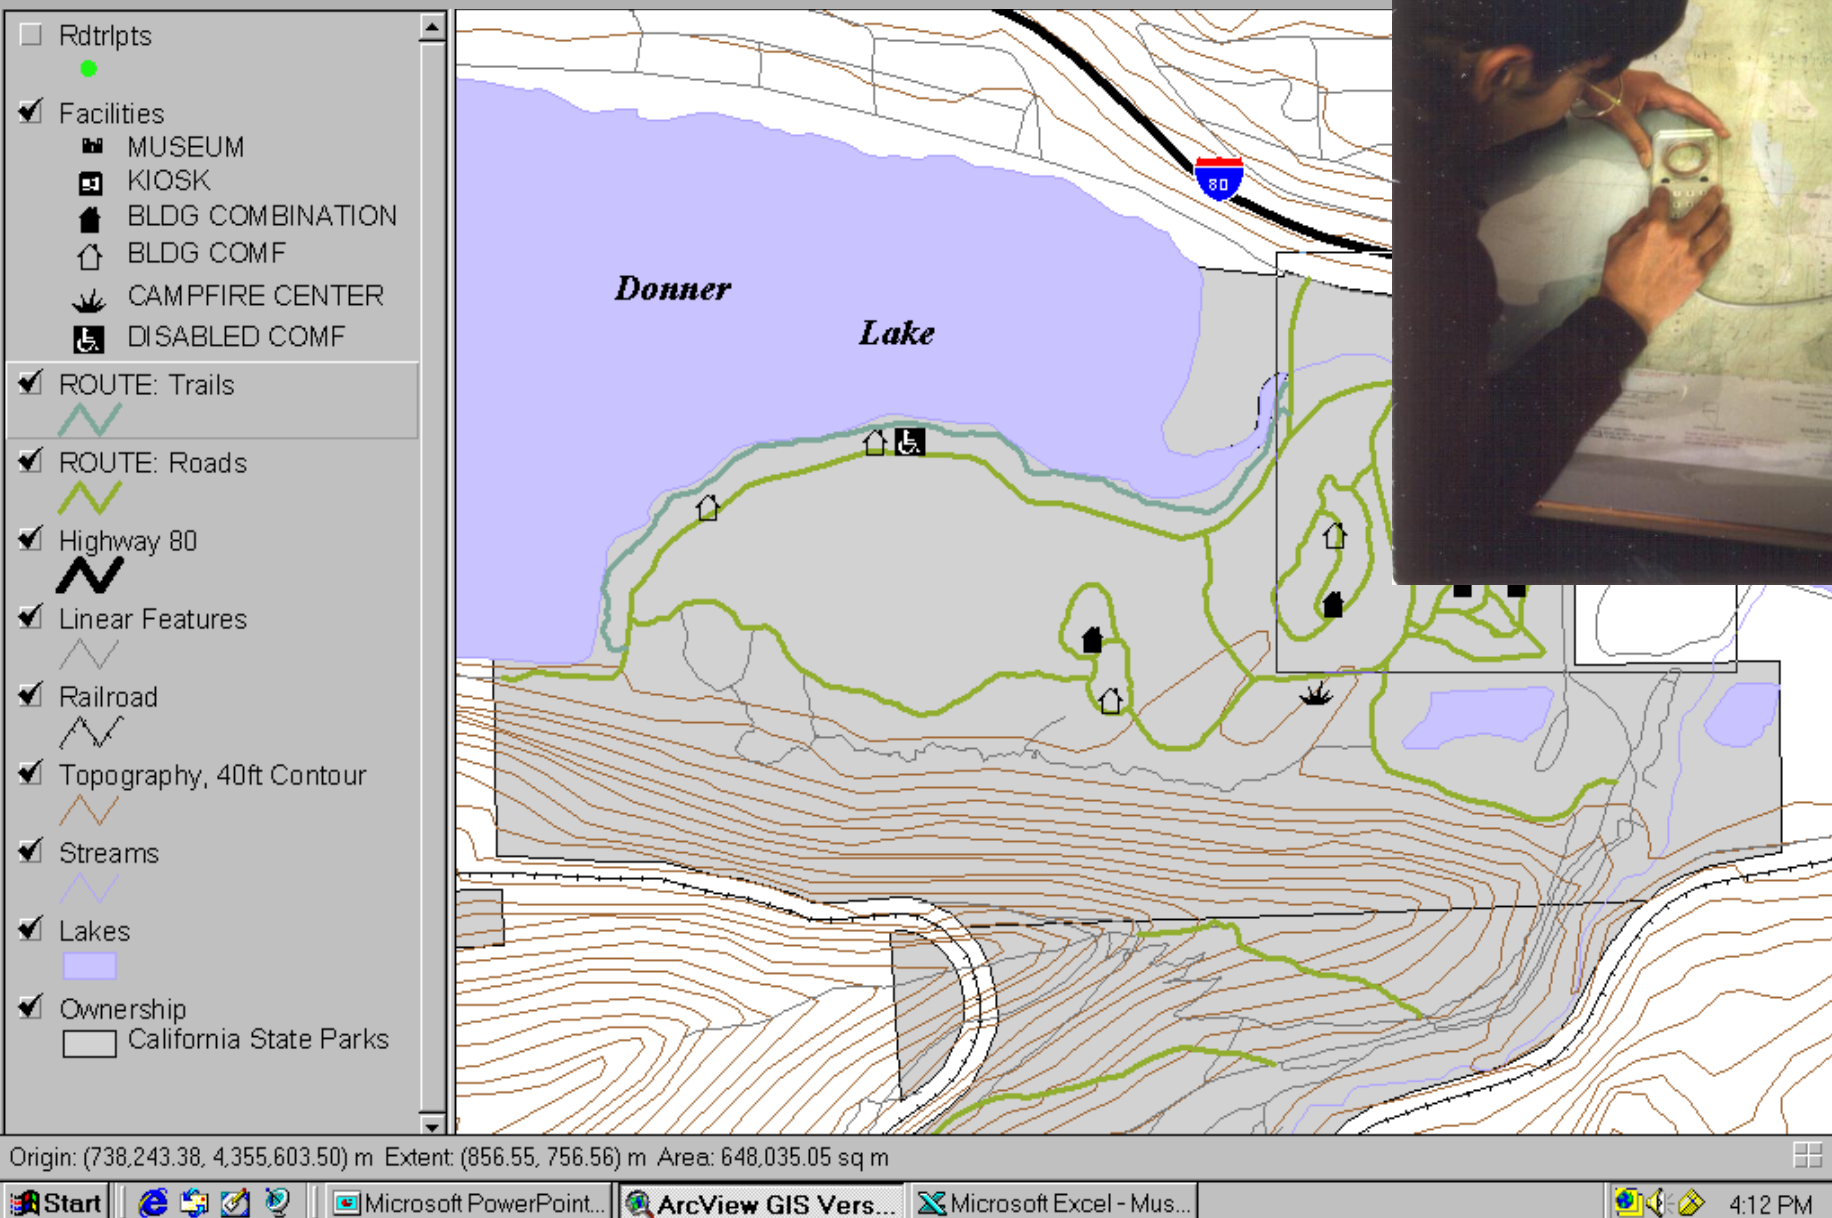 Rdtrlpts
Facilities
MUSEUM
KIOSK
BLDG COMBINATION
BLDG COMF
CAMPFIRE CENTER
DISABLED COMF
ROUTE: Trails
ROUTE: Roads
Highway 80
Linear Features
Railroad
Topography, 40ft Contour
Streams
Lakes
Ownership
California State Parks
Donner
Lake
80
Origin: (738,243.38, 4,355,603.50) m Extent: (856.55, 756.56) m Area: 648,035.05 sq m
Start Microsoft PowerPoint... ArcView GIS Vers... Microsoft Excel - Mus... 4:12 PM